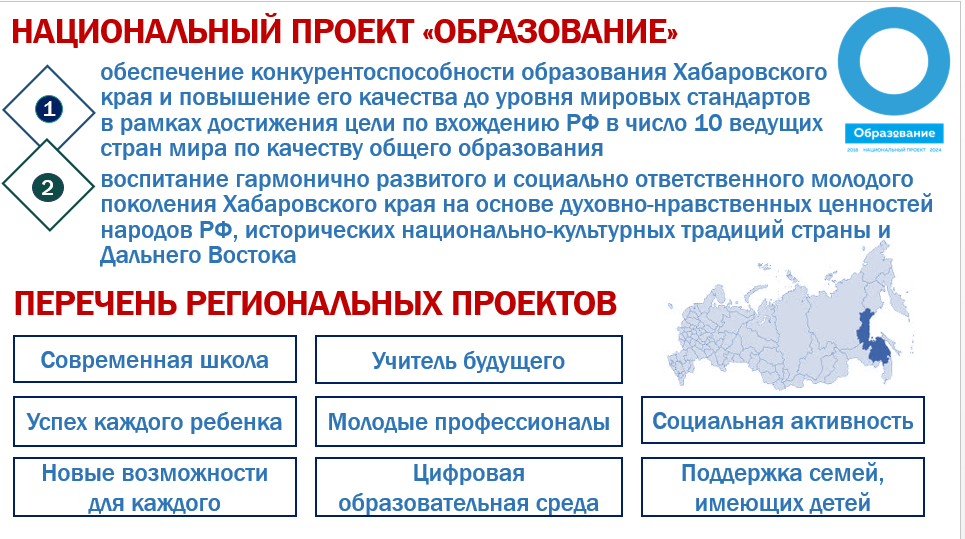 НАЦИОНАЛЬНЫЙ ПРОЕКТ «ОБРАЗОВАНИЕ»
1
обеспечение конкурентоспособности образования Хабаровского
края и повышение его качества до уровня мировых стандартов
в рамках достижения цели по вхождению РФ в число 10 ведущих
стран мира по качеству общего образования
Образование
2018 НАЦИОНАЛЬНЫЙ ПРОЕКТ 2024
2
воспитание гармонично развитого и социально ответственного молодого
поколения Хабаровского края на основе духовно-нравственных ценностей
народов РФ, исторических национально-культурных традиций страны и
Дальнего Востока
ПЕРЕЧЕНЬ РЕГИОНАЛЬНЫХ ПРОЕКТОВ
Современная школа
Учитель будущего
Успех каждого ребенка
Молодые профессионалы
Социальная активность
Новые возможности
для каждого
Цифровая
образовательная среда
Поддержка семей,
имеющих детей